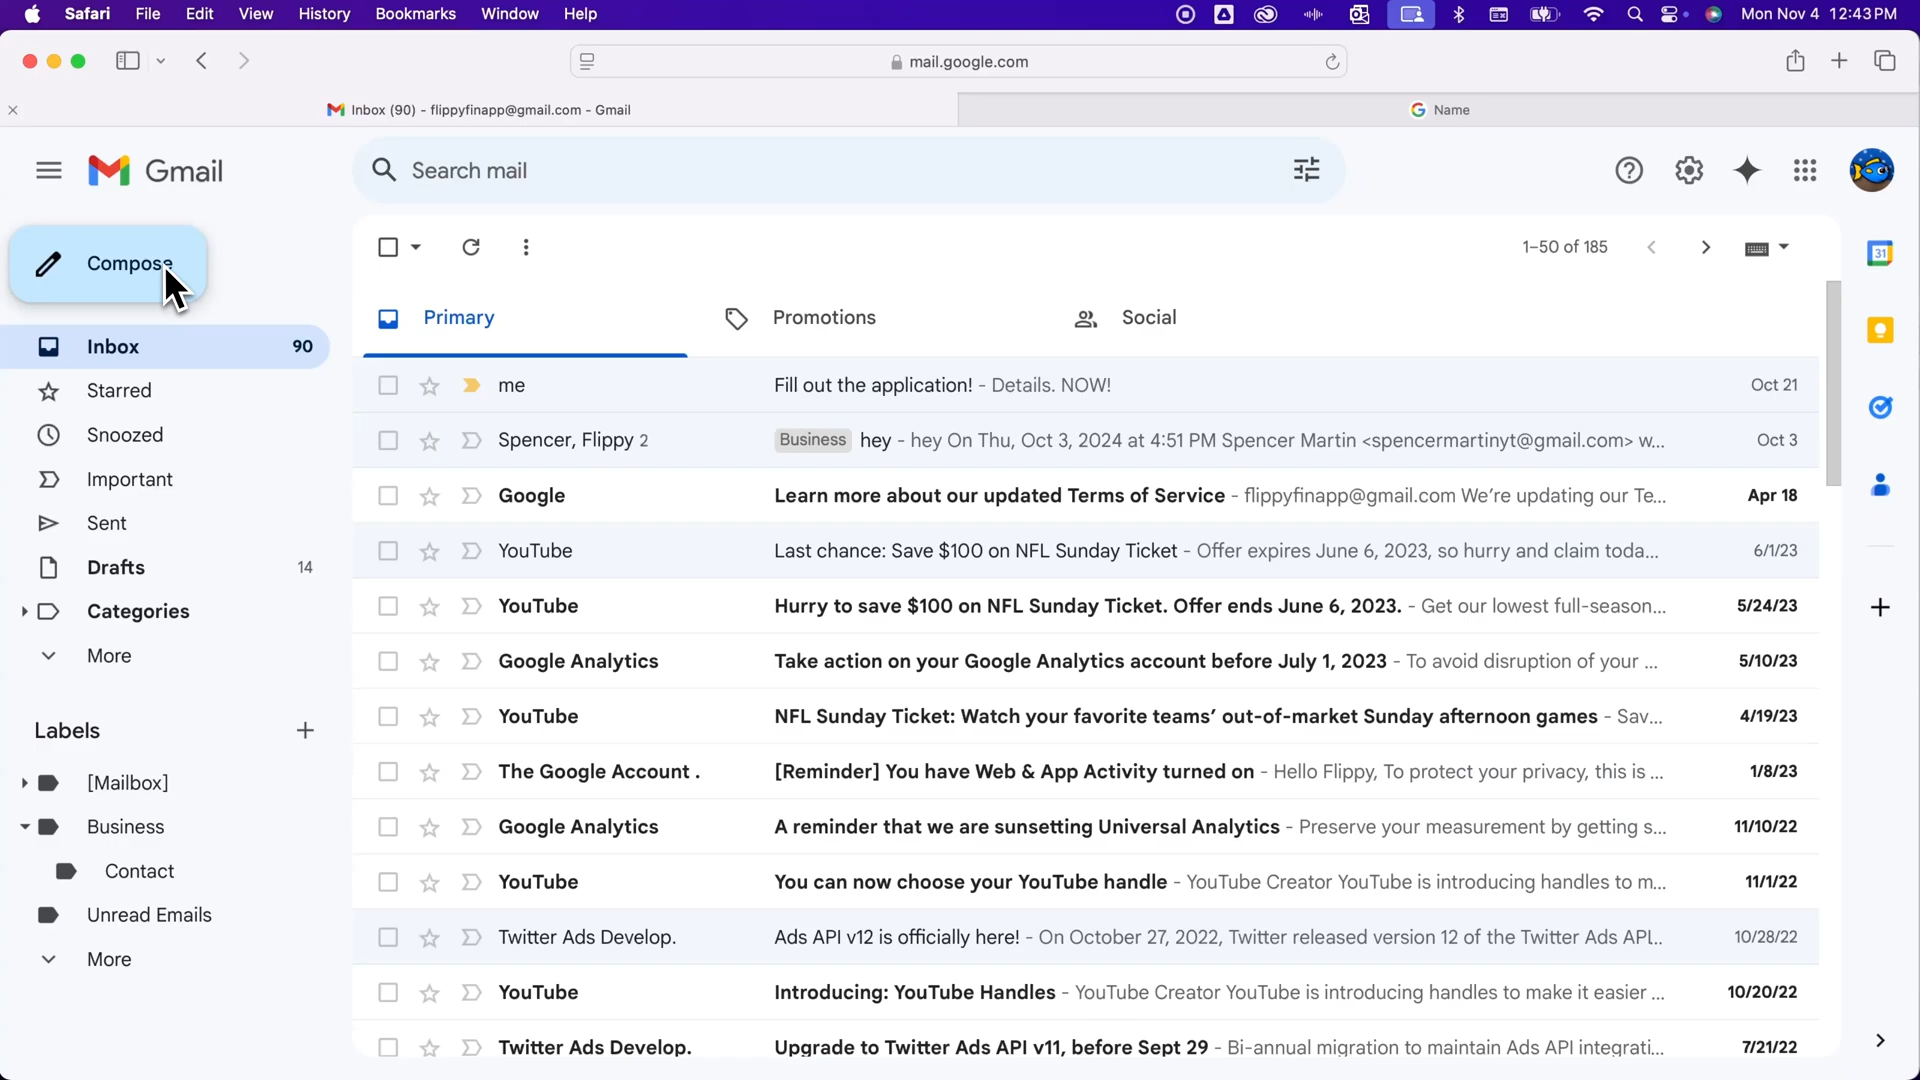 Safari File Edit View History Bookmarks Window Help Mon Nov 4 12:43 PM
mail.google.com
Inbox (90) - flippyfinapp@gmail.com - Gmail Name
Gmail Search mail
Compose 1–50 of 185 31
Primary Promotions Social
Inbox 90
me Fill out the application! - Details. NOW! Oct 21
Starred
Snoozed
Spencer, Flippy 2 Business hey - hey On Thu, Oct 3, 2024 at 4:51 PM Spencer Martin <spencermartinyt@gmail.com> w... Oct 3
Important
Google Learn more about our updated Terms of Service - flippyfinapp@gmail.com We’re updating our Te... Apr 18
Sent
YouTube Last chance: Save $100 on NFL Sunday Ticket - Offer expires June 6, 2023, so hurry and claim toda... 6/1/23
Drafts 14
Categories
YouTube Hurry to save $100 on NFL Sunday Ticket. Offer ends June 6, 2023. - Get our lowest full-season... 5/24/23
More
Google Analytics Take action on your Google Analytics account before July 1, 2023 - To avoid disruption of your ... 5/10/23
Labels
YouTube NFL Sunday Ticket: Watch your favorite teams’ out-of-market Sunday afternoon games - Sav... 4/19/23
[Mailbox]
The Google Account . [Reminder] You have Web & App Activity turned on - Hello Flippy, To protect your privacy, this is ... 1/8/23
Business
Google Analytics A reminder that we are sunsetting Universal Analytics - Preserve your measurement by getting s... 11/10/22
Contact
YouTube You can now choose your YouTube handle - YouTube Creator YouTube is introducing handles to m... 11/1/22
Unread Emails
Twitter Ads Develop. Ads API v12 is officially here! - On October 27, 2022, Twitter released version 12 of the Twitter Ads API... 10/28/22
More
YouTube Introducing: YouTube Handles - YouTube Creator YouTube is introducing handles to make it easier ... 10/20/22
Twitter Ads Develop. Upgrade to Twitter Ads API v11, before Sept 29 - Bi-annual migration to maintain Ads API integrati... 7/21/22